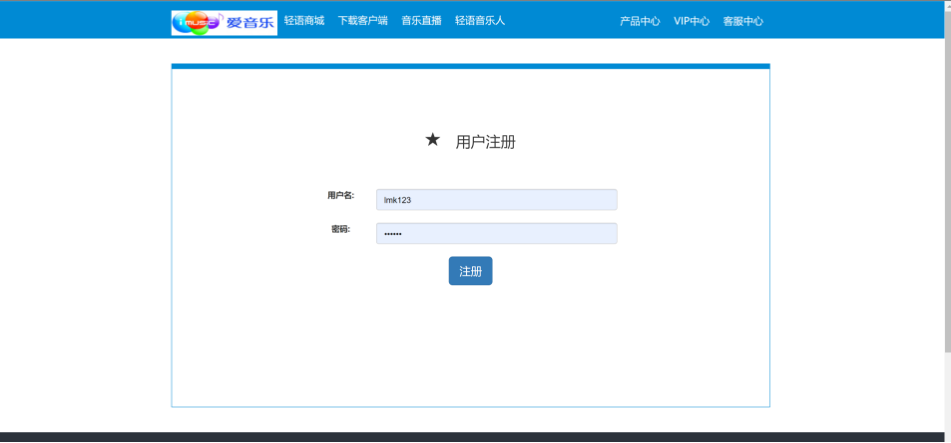 imusic 爱音乐 轻语商城 下载客户端 音乐直播 轻语音乐人 产品中心 VIP中心 客服中心
★ 用户注册
用户名: lmk123
密码: ••••••
注册